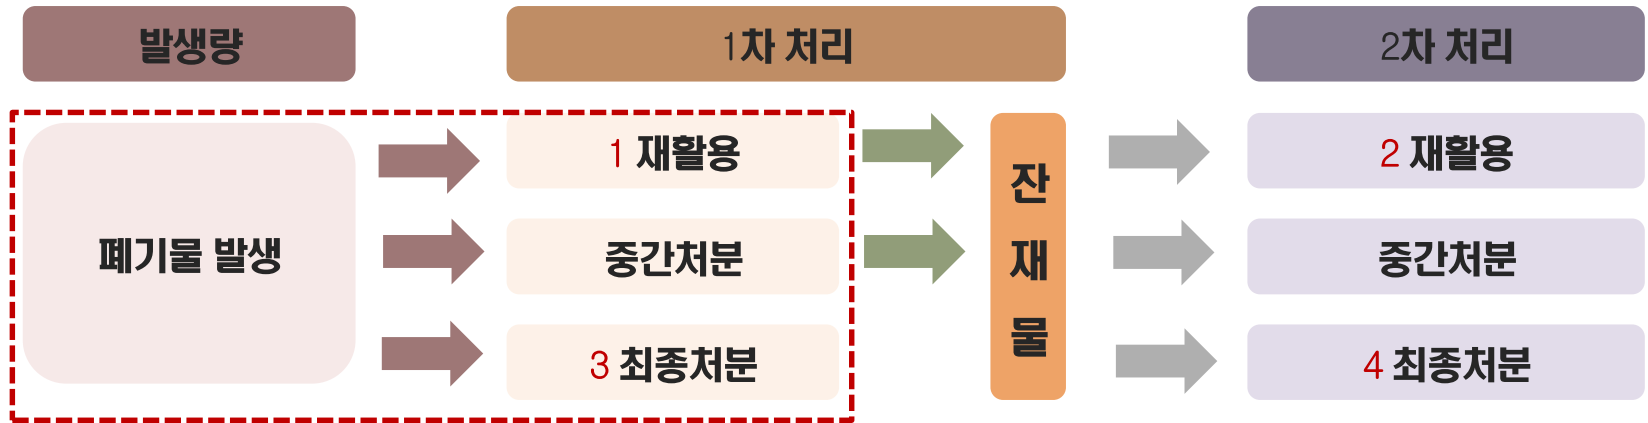 발생량
1차 처리
2차 처리
폐기물 발생
1 재활용
중간처분
3 최종처분
잔
재
물
2 재활용
중간처분
4 최종처분